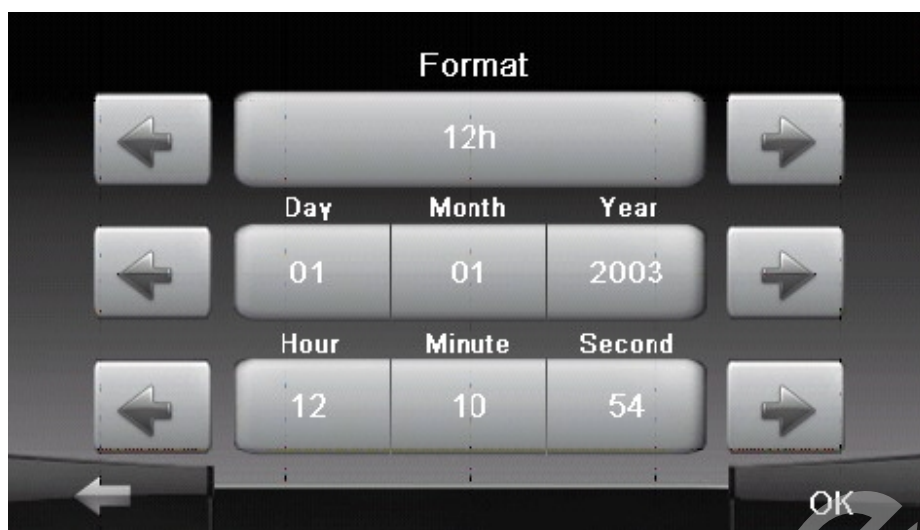 Format
12h
Day Month Year
01 01 2003
Hour Minute Second
12 10 54
OK